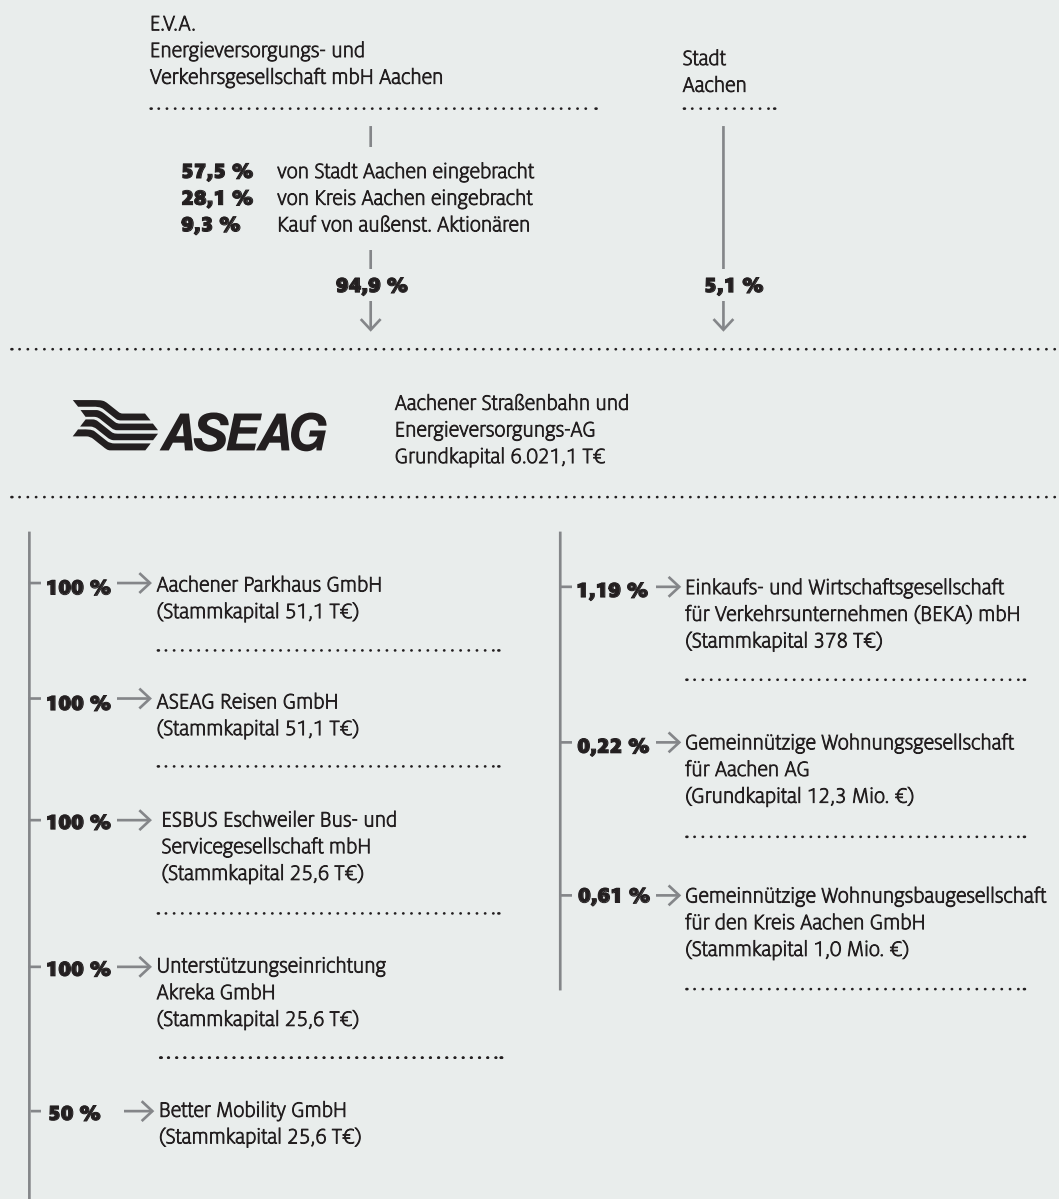 E.V.A.
Energieversorgungs- und
Verkehrsgesellschaft mbH Aachen
Stadt
Aachen
57,5 % von Stadt Aachen eingebracht
28,1 % von Kreis Aachen eingebracht
9,3 % Kauf von außenst. Aktionären
94,9 %
5,1 %
ASEAG
Aachener Straßenbahn und
Energieversorgungs-AG
Grundkapital 6.021,1 T€
100 % Aachener Parkhaus GmbH
(Stammkapital 51,1 T€)
100 % ASEAG Reisen GmbH
(Stammkapital 51,1 T€)
100 % ESBUS Eschweiler Bus- und
Servicegesellschaft mbH
(Stammkapital 25,6 T€)
100 % Unterstützungseinrichtung
Akreka GmbH
(Stammkapital 25,6 T€)
50 % Better Mobility GmbH
(Stammkapital 25,6 T€)
1,19 % Einkaufs- und Wirtschaftsgesellschaft
für Verkehrsunternehmen (BEKA) mbH
(Stammkapital 378 T€)
0,22 % Gemeinnützige Wohnungsgesellschaft
für Aachen AG
(Grundkapital 12,3 Mio. €)
0,61 % Gemeinnützige Wohnungsbaugesellschaft
für den Kreis Aachen GmbH
(Stammkapital 1,0 Mio. €)